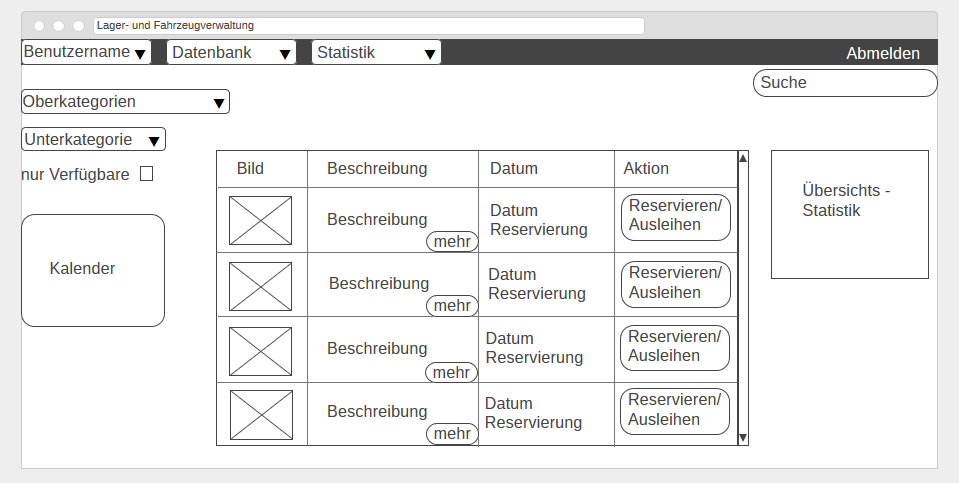 Lager- und Fahrzeugverwaltung
Benutzername Datenbank Statistik Abmelden
Suche
Oberkategorien
Unterkategorie
nur Verfügbare
Kalender
Bild Beschreibung Datum Aktion
Beschreibung
mehr
Datum
Reservierung
Reservieren/
Ausleihen
Beschreibung
mehr
Datum
Reservierung
Reservieren/
Ausleihen
Beschreibung
mehr
Datum
Reservierung
Reservieren/
Ausleihen
Beschreibung
mehr
Datum
Reservierung
Reservieren/
Ausleihen
Übersichts -
Statistik